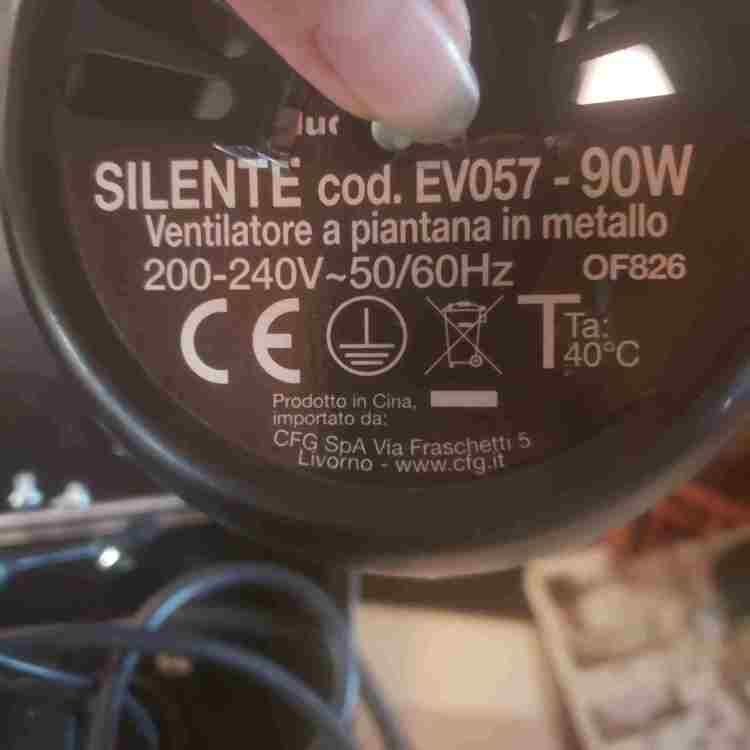 SILENTE cod. EV057 - 90W
Ventilatore a piantana in metallo
200-240V~50/60Hz OF826
CE T Ta:
40°C
Prodotto in Cina,
importato da:
CFG SpA Via Fraschetti 5
Livorno - www.cfg.it